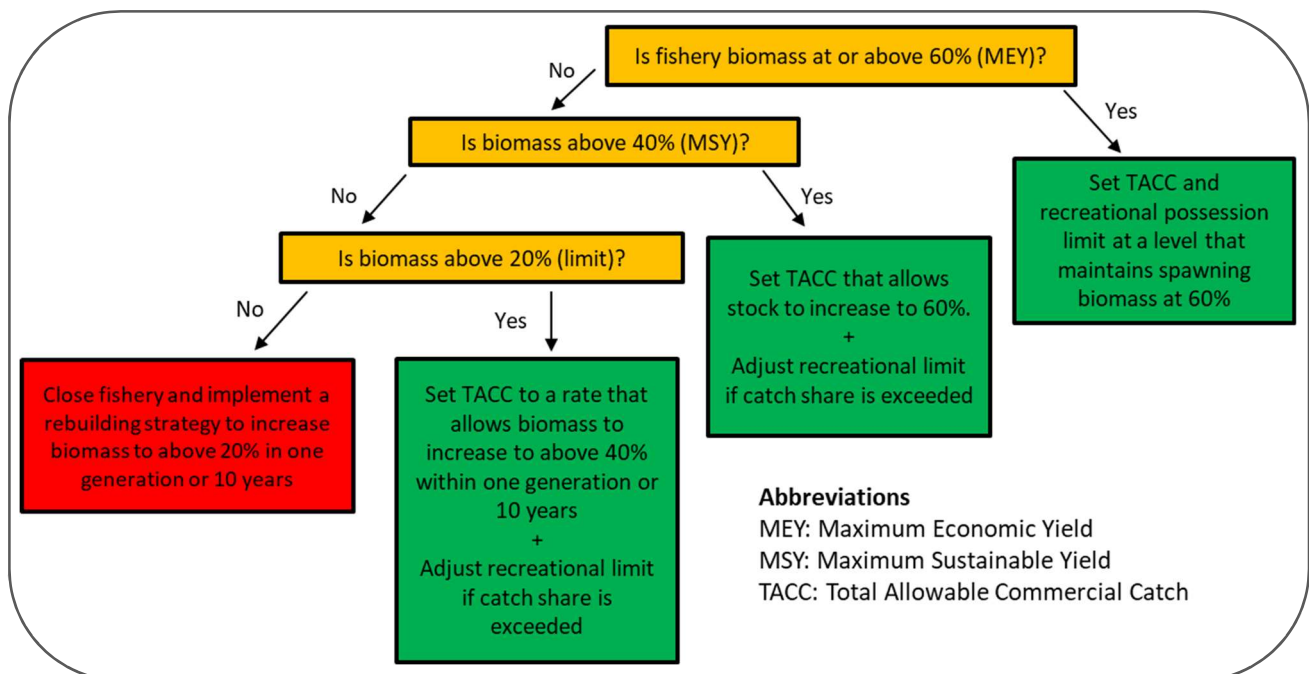 Is fishery biomass at or above 60% (MEY)?
No
Yes
Is biomass above 40% (MSY)?
No
Yes
Set TACC and
recreational possession
limit at a level that
maintains spawning
biomass at 60%
Is biomass above 20% (limit)?
No
Yes
Set TACC that allows
stock to increase to 60%.
+
Adjust recreational limit
if catch share is exceeded
Close fishery and implement a
rebuilding strategy to increase
biomass to above 20% in one
generation or 10 years
Set TACC to a rate that
allows biomass to
increase to above 40%
within one generation or
10 years
+
Adjust recreational limit
if catch share is
exceeded
Abbreviations
MEY: Maximum Economic Yield
MSY: Maximum Sustainable Yield
TACC: Total Allowable Commercial Catch